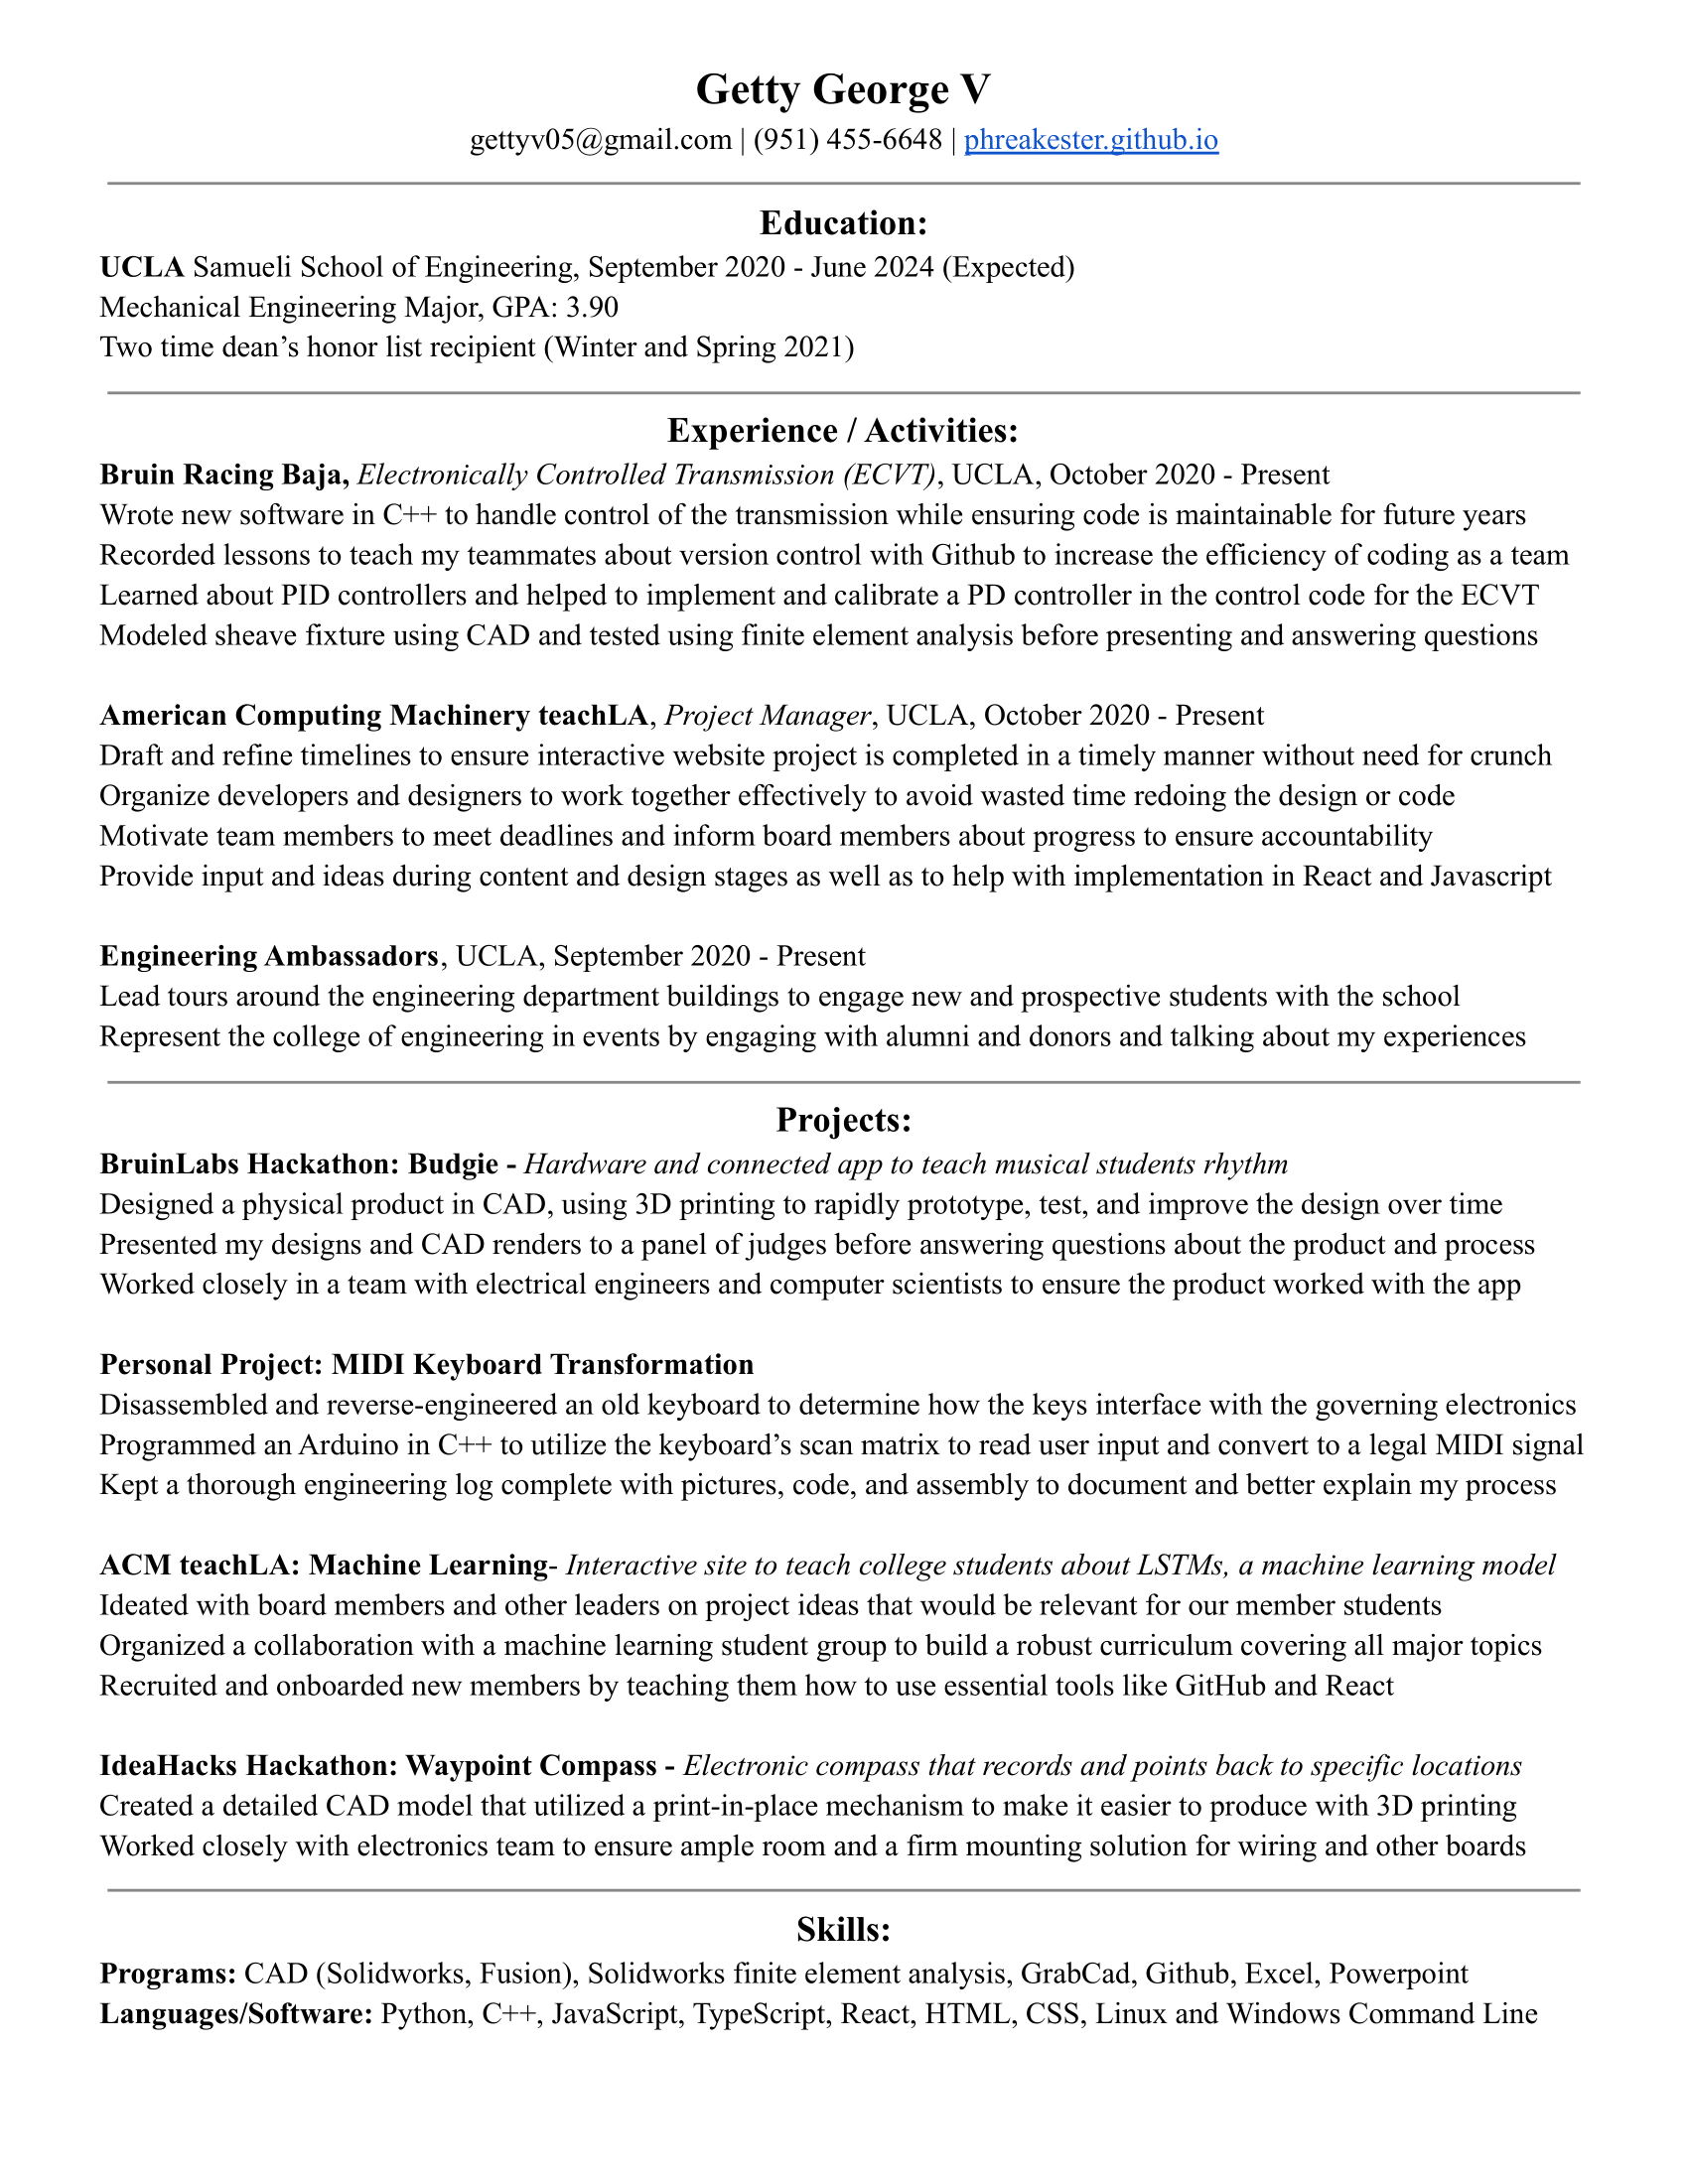 Getty George V
gettyv05@gmail.com | (951) 455-6648 | phreakester.github.io
Education:
UCLA Samueli School of Engineering, September 2020 - June 2024 (Expected)
Mechanical Engineering Major, GPA: 3.90
Two time dean’s honor list recipient (Winter and Spring 2021)
Experience / Activities:
Bruin Racing Baja, Electronically Controlled Transmission (ECVT), UCLA, October 2020 - Present
Wrote new software in C++ to handle control of the transmission while ensuring code is maintainable for future years
Recorded lessons to teach my teammates about version control with Github to increase the efficiency of coding as a team
Learned about PID controllers and helped to implement and calibrate a PD controller in the control code for the ECVT
Modeled sheave fixture using CAD and tested using finite element analysis before presenting and answering questions
American Computing Machinery teachLA, Project Manager, UCLA, October 2020 - Present
Draft and refine timelines to ensure interactive website project is completed in a timely manner without need for crunch
Organize developers and designers to work together effectively to avoid wasted time redoing the design or code
Motivate team members to meet deadlines and inform board members about progress to ensure accountability
Provide input and ideas during content and design stages as well as to help with implementation in React and Javascript
Engineering Ambassadors, UCLA, September 2020 - Present
Lead tours around the engineering department buildings to engage new and prospective students with the school
Represent the college of engineering in events by engaging with alumni and donors and talking about my experiences
Projects:
BruinLabs Hackathon: Budgie - Hardware and connected app to teach musical students rhythm
Designed a physical product in CAD, using 3D printing to rapidly prototype, test, and improve the design over time
Presented my designs and CAD renders to a panel of judges before answering questions about the product and process
Worked closely in a team with electrical engineers and computer scientists to ensure the product worked with the app
Personal Project: MIDI Keyboard Transformation
Disassembled and reverse-engineered an old keyboard to determine how the keys interface with the governing electronics
Programmed an Arduino in C++ to utilize the keyboard’s scan matrix to read user input and convert to a legal MIDI signal
Kept a thorough engineering log complete with pictures, code, and assembly to document and better explain my process
ACM teachLA: Machine Learning- Interactive site to teach college students about LSTMs, a machine learning model
Ideated with board members and other leaders on project ideas that would be relevant for our member students
Organized a collaboration with a machine learning student group to build a robust curriculum covering all major topics
Recruited and onboarded new members by teaching them how to use essential tools like GitHub and React
IdeaHacks Hackathon: Waypoint Compass - Electronic compass that records and points back to specific locations
Created a detailed CAD model that utilized a print-in-place mechanism to make it easier to produce with 3D printing
Worked closely with electronics team to ensure ample room and a firm mounting solution for wiring and other boards
Skills:
Programs: CAD (Solidworks, Fusion), Solidworks finite element analysis, GrabCad, Github, Excel, Powerpoint
Languages/Software: Python, C++, JavaScript, TypeScript, React, HTML, CSS, Linux and Windows Command Line